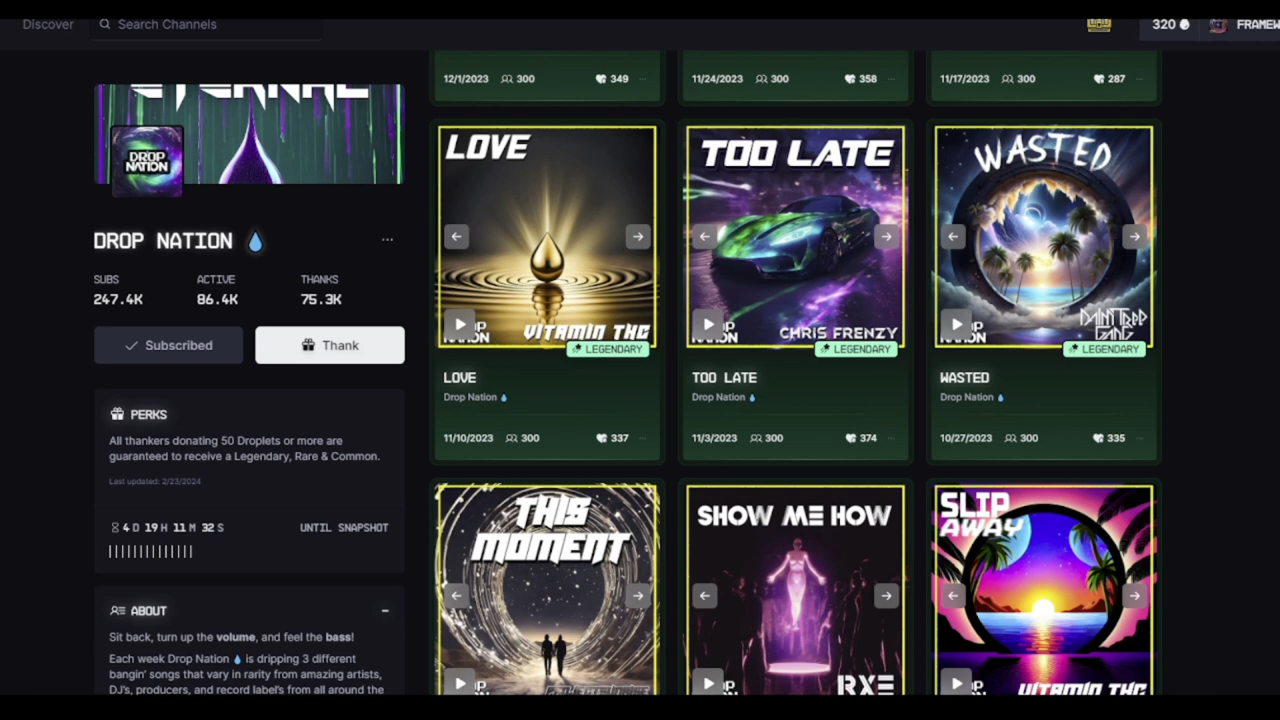 Discover
Search Channels
320
FRAMEW
ETERNAL
DROP
NATION
DROP NATION
SUBS
ACTIVE
THANKS
247.4K
86.4K
75.3K
Subscribed
Thank
PERKS
All thankers donating 50 Droplets or more are
guaranteed to receive a Legendary, Rare & Common.
Last updated: 2/23/2024
4 D 19 H 11 M 32 S
UNTIL SNAPSHOT
ABOUT
Sit back, turn up the volume, and feel the bass!
Each week Drop Nation 💧 is dripping 3 different
bangin' songs that vary in rarity from amazing artists,
DJ's, producers, and record label's from all around the
12/1/2023 300 349
11/24/2023 300 358
11/17/2023 300 287
LOVE
VITAMIN THC
LEGENDARY
LOVE
Drop Nation 💧
11/10/2023 300 337
TOO LATE
CHRIS FRENZY
LEGENDARY
TOO LATE
Drop Nation 💧
11/3/2023 300 374
WASTED
LEGENDARY
WASTED
Drop Nation 💧
10/27/2023 300 335
THIS
MOMENT
SHOW ME HOW
RXE
SLIP
AWAY
VITAMIN THC